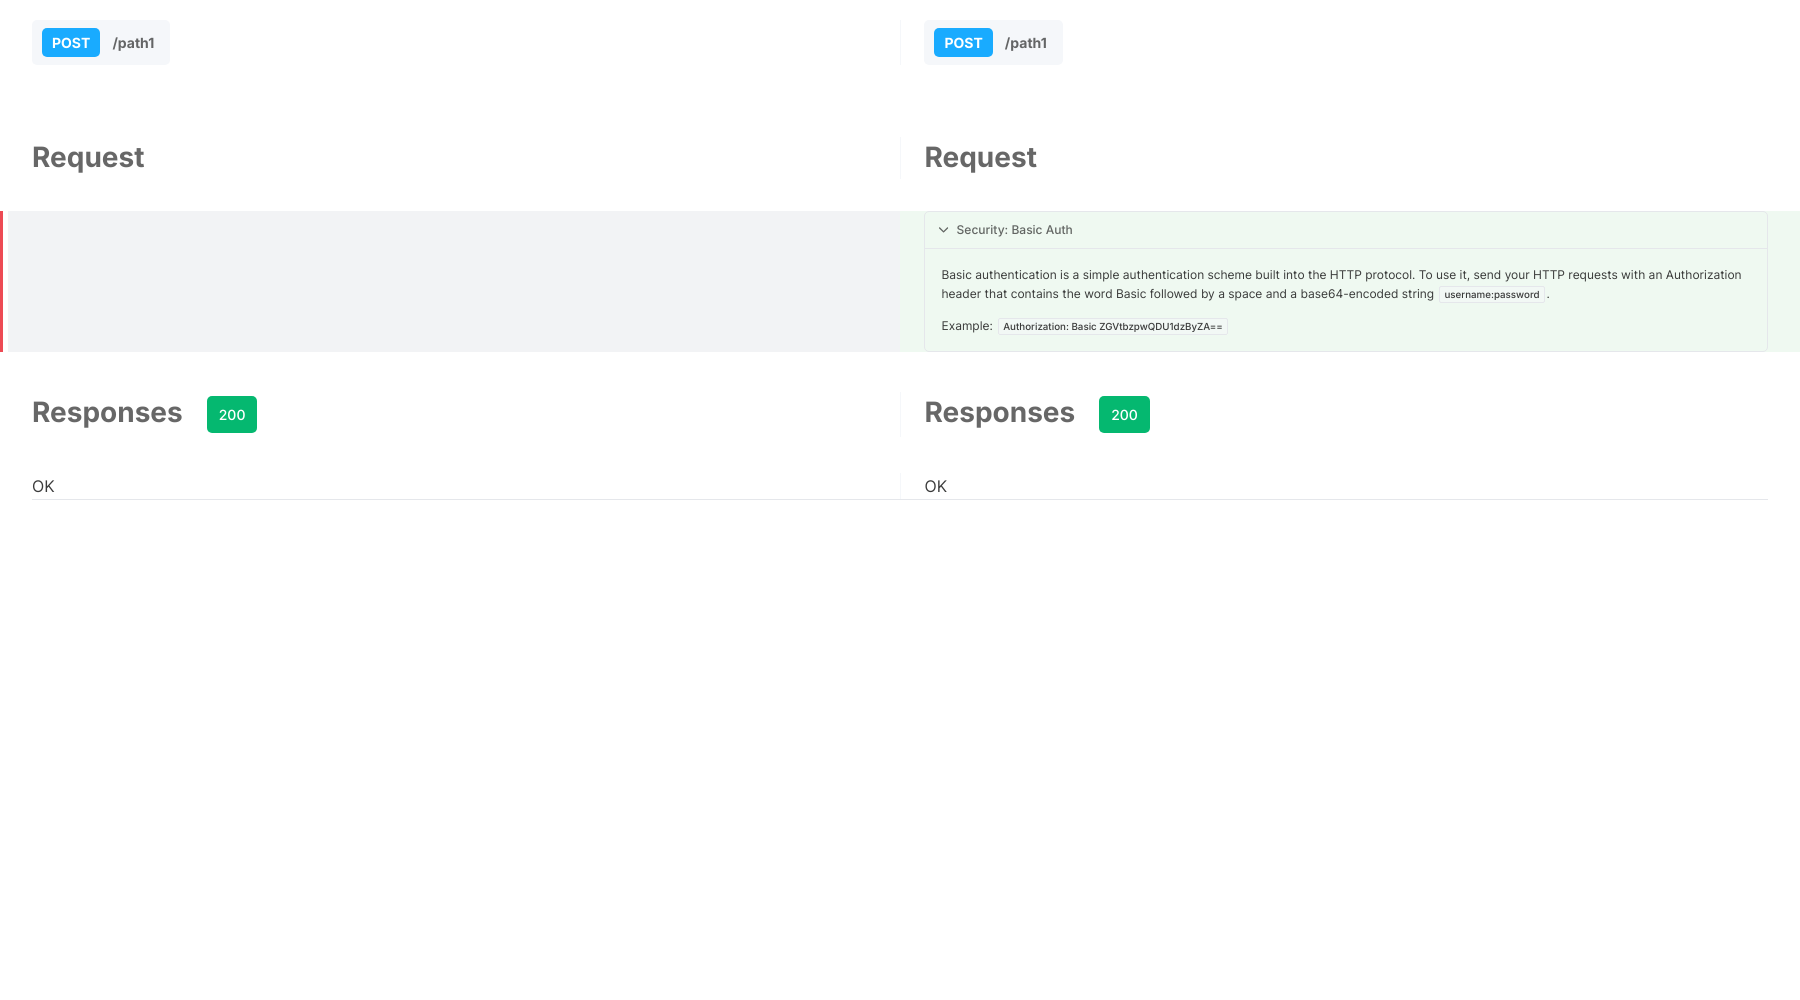 POST /path1
POST /path1
Request
Request
Security: Basic Auth
Basic authentication is a simple authentication scheme built into the HTTP protocol. To use it, send your HTTP requests with an Authorization
header that contains the word Basic followed by a space and a base64-encoded string username:password .
Example: Authorization: Basic ZGVtbzpwQDU1dzByZA==
Responses 200
Responses 200
OK
OK